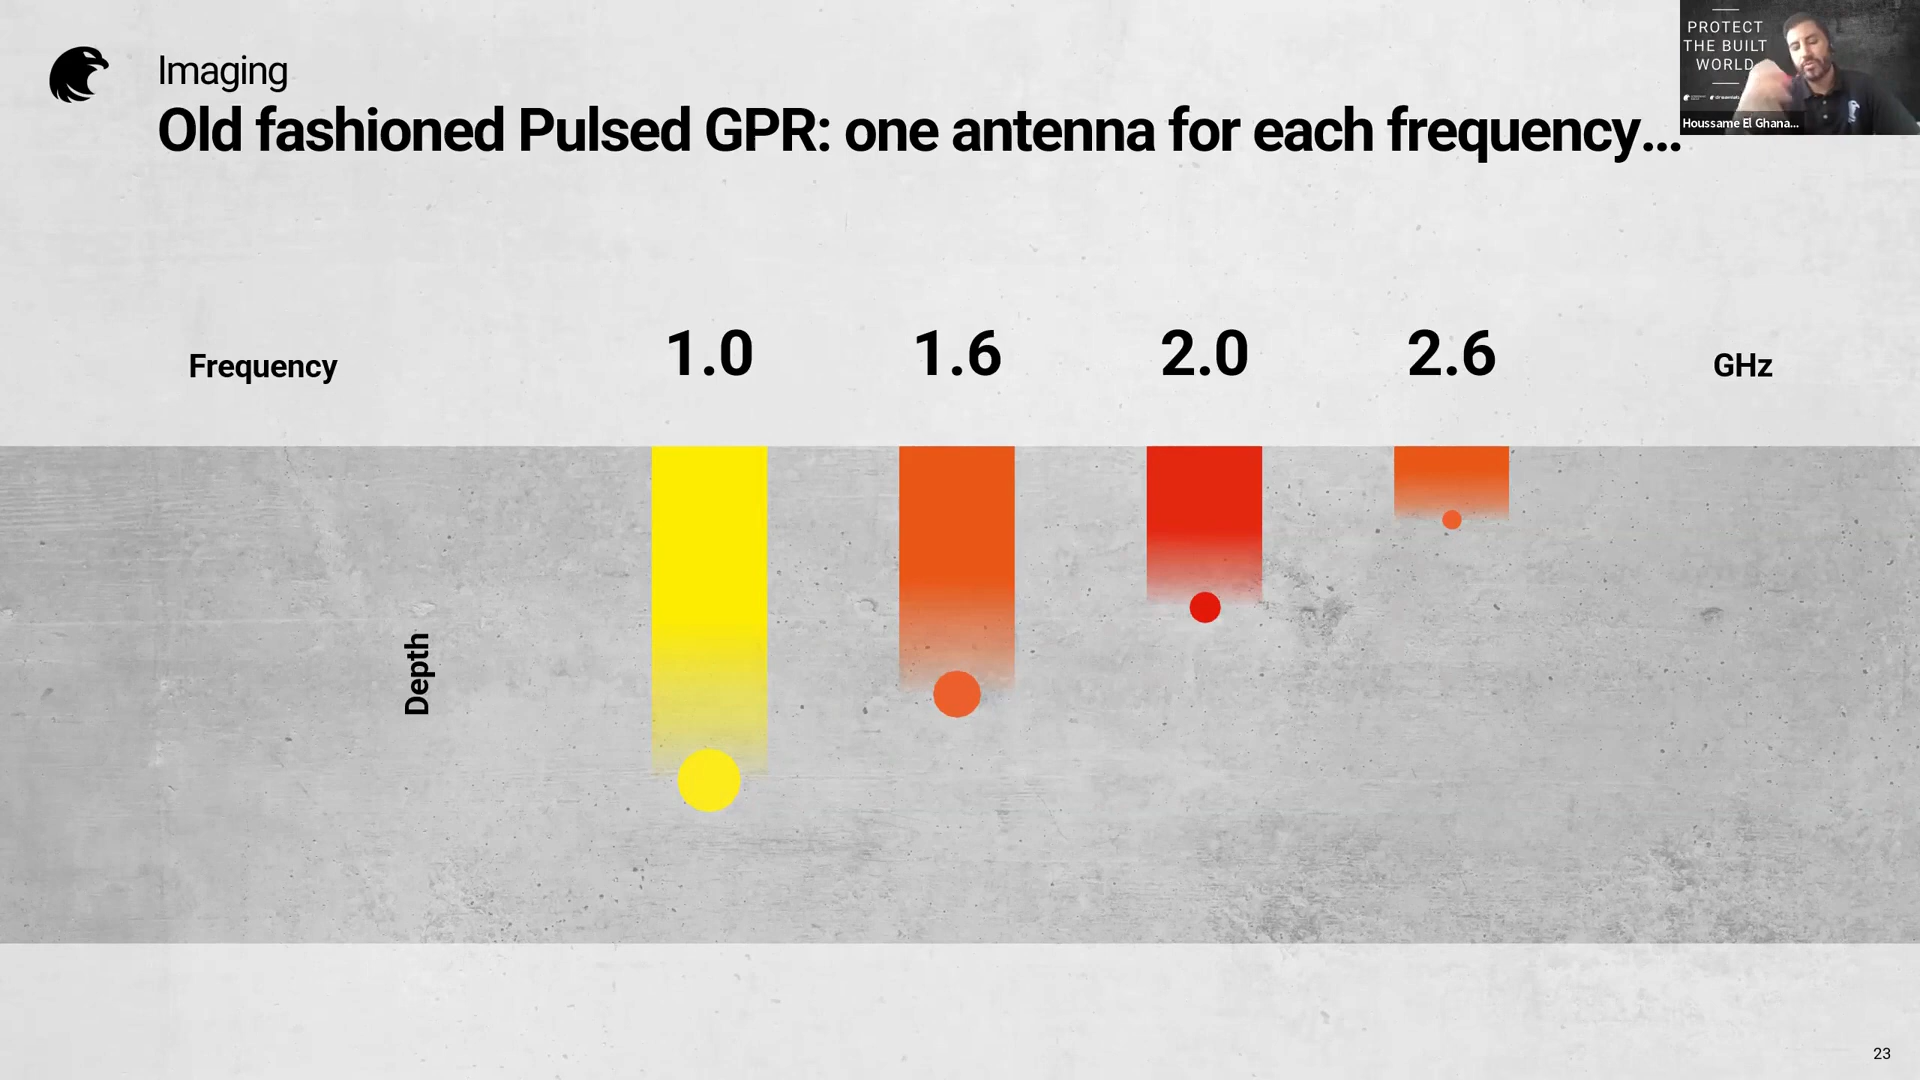 Imaging
Old fashioned Pulsed GPR: one antenna for each frequency...
PROTECT
THE BUILT
WORLD
Houssame El Ghana...
Frequency
1.0
1.6
2.0
2.6
GHz
Depth
23